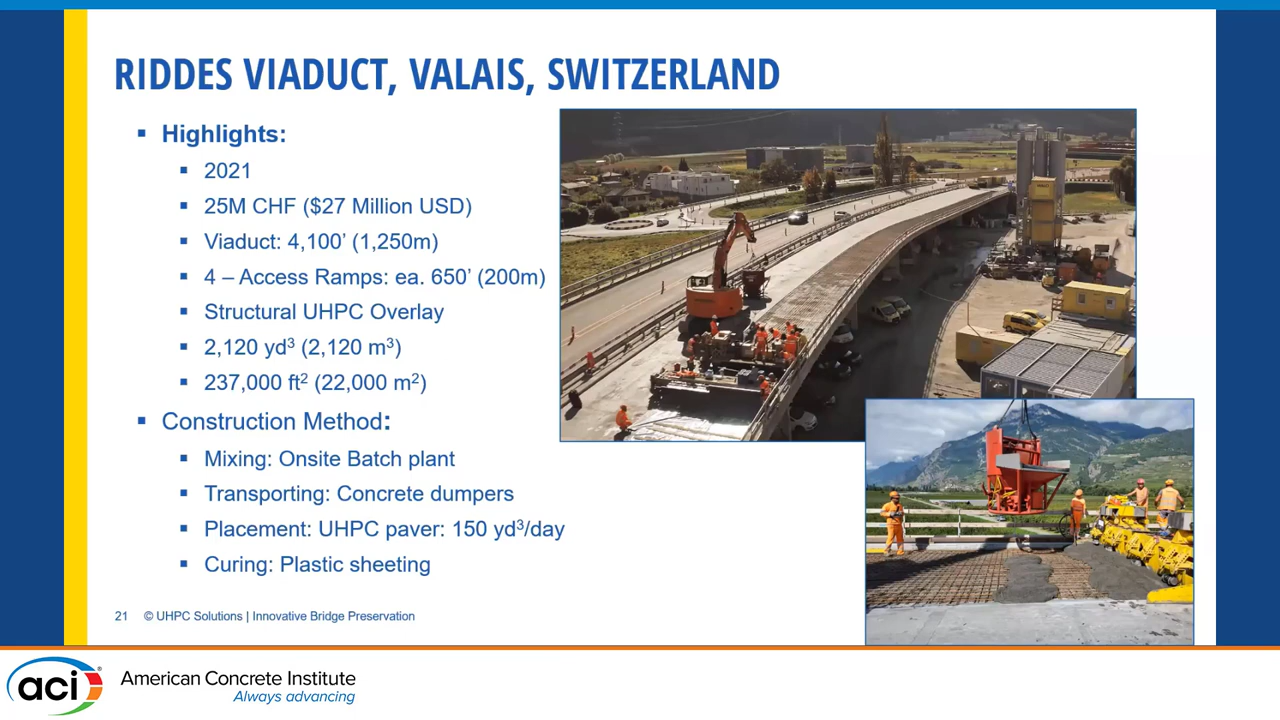 RIDDES VIADUCT, VALAIS, SWITZERLAND
▪ Highlights:
▪ 2021
▪ 25M CHF ($27 Million USD)
▪ Viaduct: 4,100’ (1,250m)
▪ 4 – Access Ramps: ea. 650’ (200m)
▪ Structural UHPC Overlay
▪ 2,120 yd³ (2,120 m³)
▪ 237,000 ft² (22,000 m²)
▪ Construction Method:
▪ Mixing: Onsite Batch plant
▪ Transporting: Concrete dumpers
▪ Placement: UHPC paver: 150 yd³/day
▪ Curing: Plastic sheeting
21 © UHPC Solutions | Innovative Bridge Preservation
aci®
American Concrete Institute
Always advancing